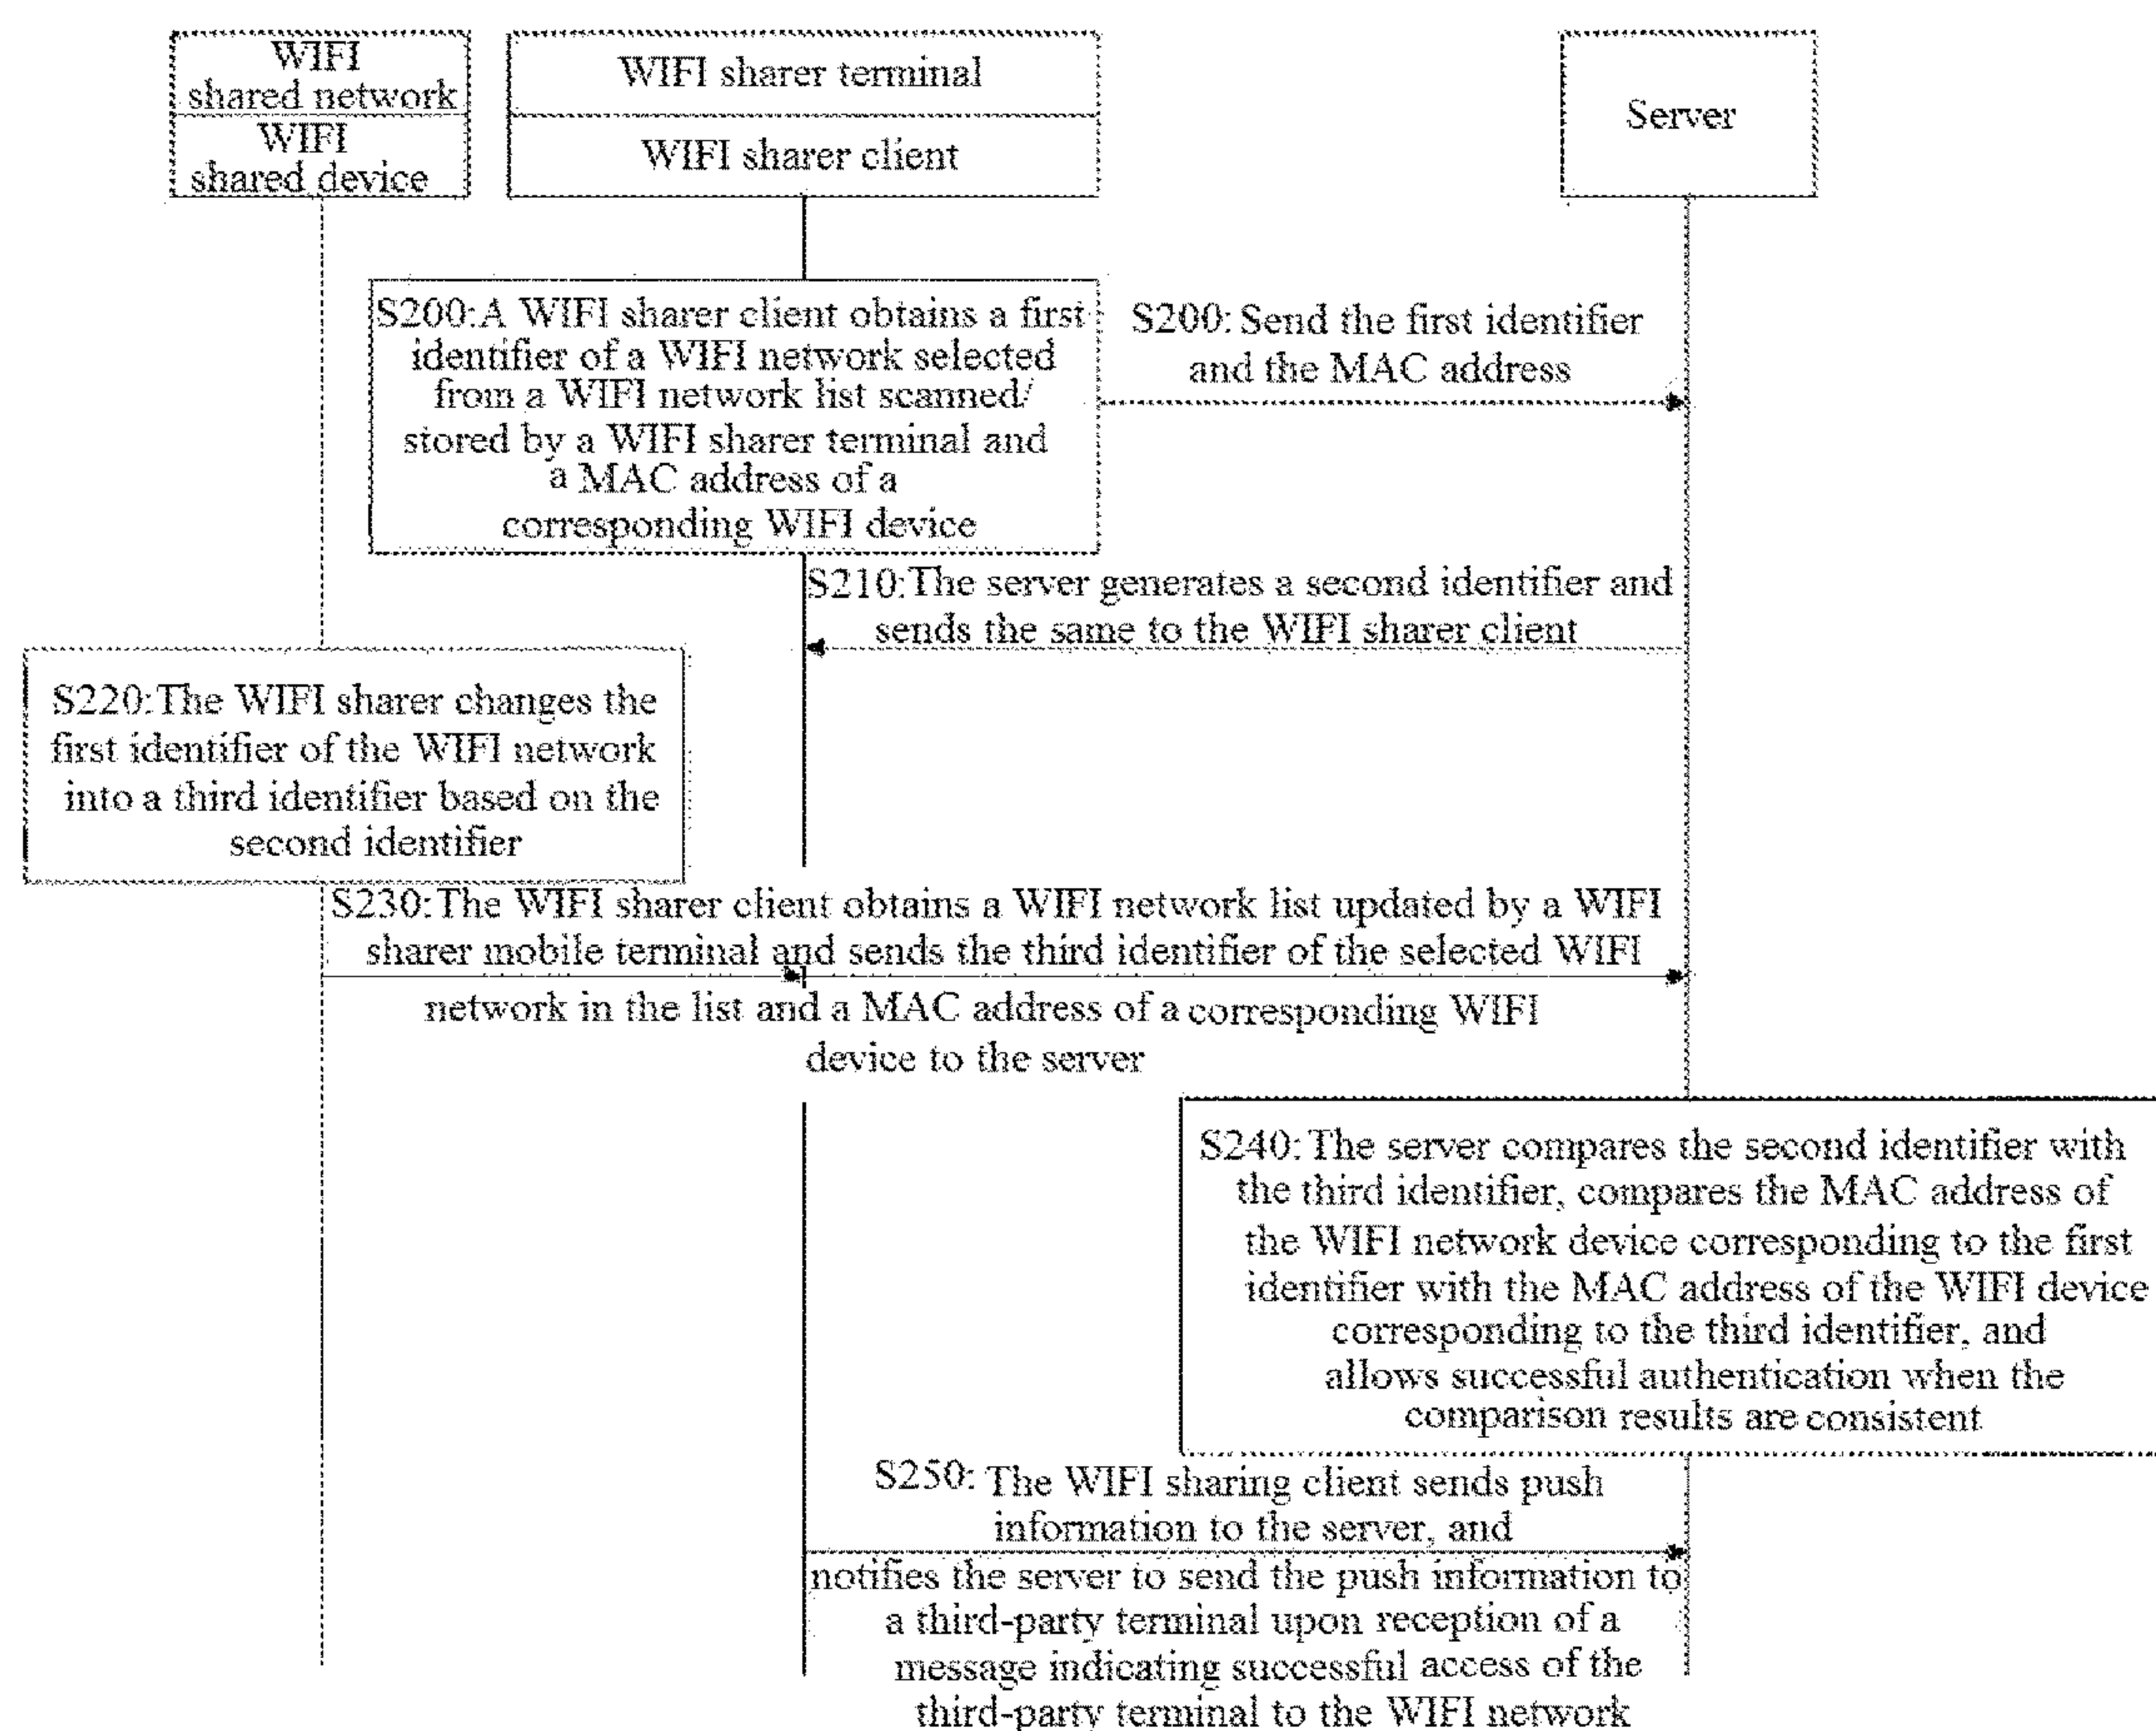 WIFI
shared network
WIFI
shared device
WIFI sharer terminal
WIFI sharer client
Server
S200:A WIFI sharer client obtains a first
identifier of a WIFI network selected
from a WIFI network list scanned/
stored by a WIFI sharer terminal and
a MAC address of a
corresponding WIFI device
S200: Send the first identifier
and the MAC address
S210:The server generates a second identifier and
sends the same to the WIFI sharer client
S220:The WIFI sharer changes the
first identifier of the WIFI network
into a third identifier based on the
second identifier
S230:The WIFI sharer client obtains a WIFI network list updated by a WIFI
sharer mobile terminal and sends the third identifier of the selected WIFI
network in the list and a MAC address of a corresponding WIFI
device to the server
S240: The server compares the second identifier with
the third identifier, compares the MAC address of
the WIFI network device corresponding to the first
identifier with the MAC address of the WIFI device
corresponding to the third identifier, and
allows successful authentication when the
comparison results are consistent
S250: The WIFI sharing client sends push
information to the server, and
notifies the server to send the push information to
a third-party terminal upon reception of a
message indicating successful access of the
third-party terminal to the WIFI network